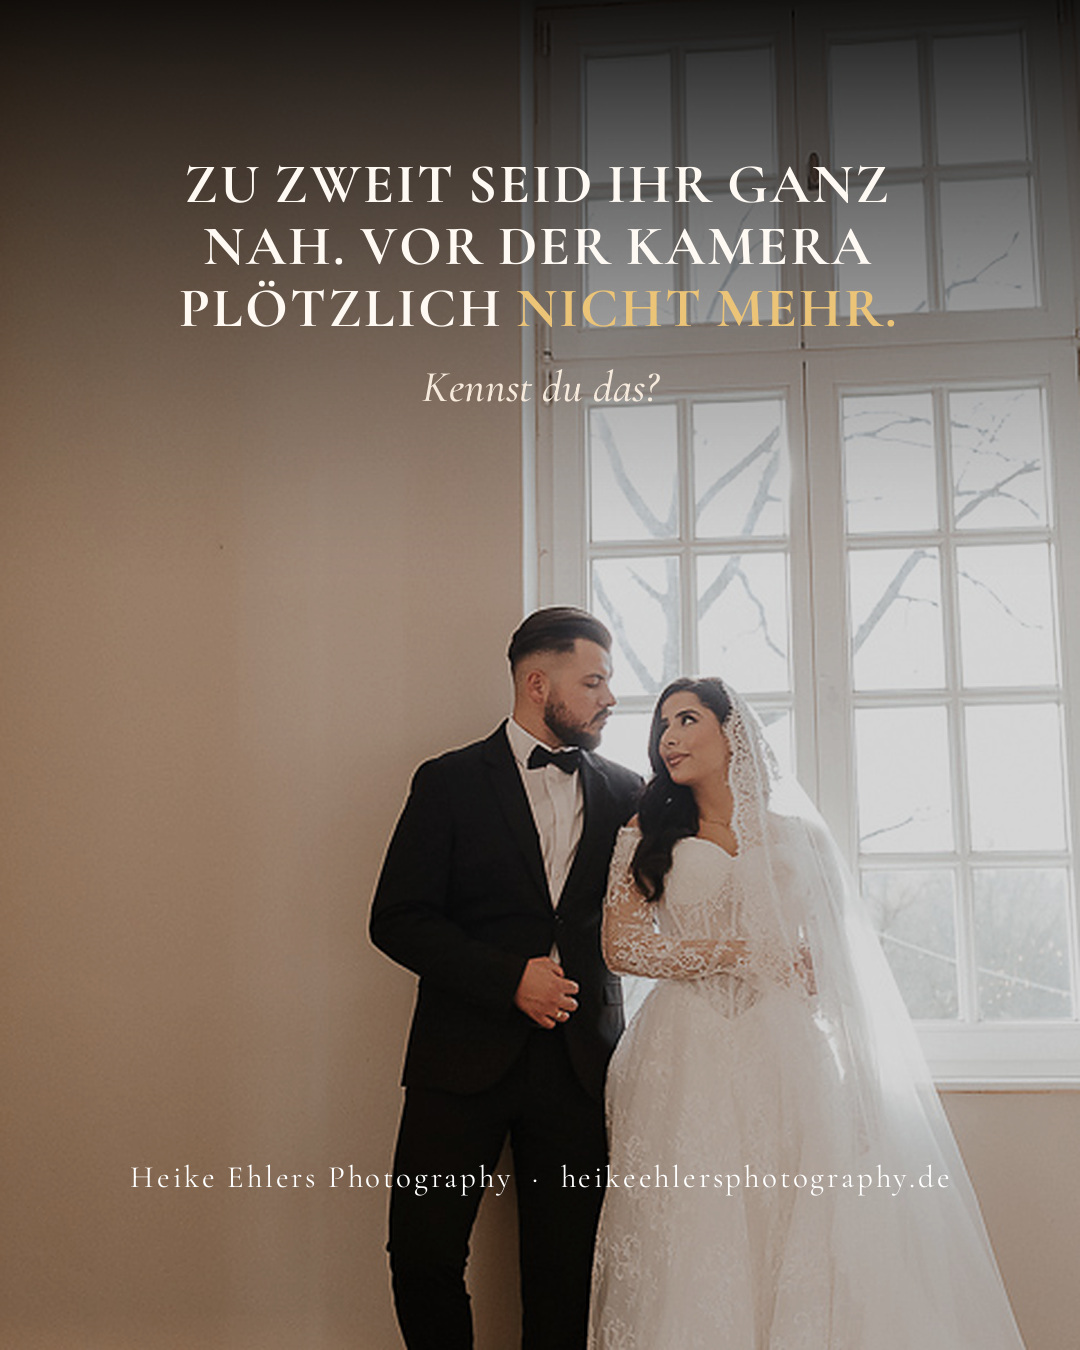 ZU ZWEIT SEID IHR GANZ
NAH. VOR DER KAMERA
PLÖTZLICH NICHT MEHR.
Kennst du das?
Heike Ehlers Photography · heikeehlersphotography.de